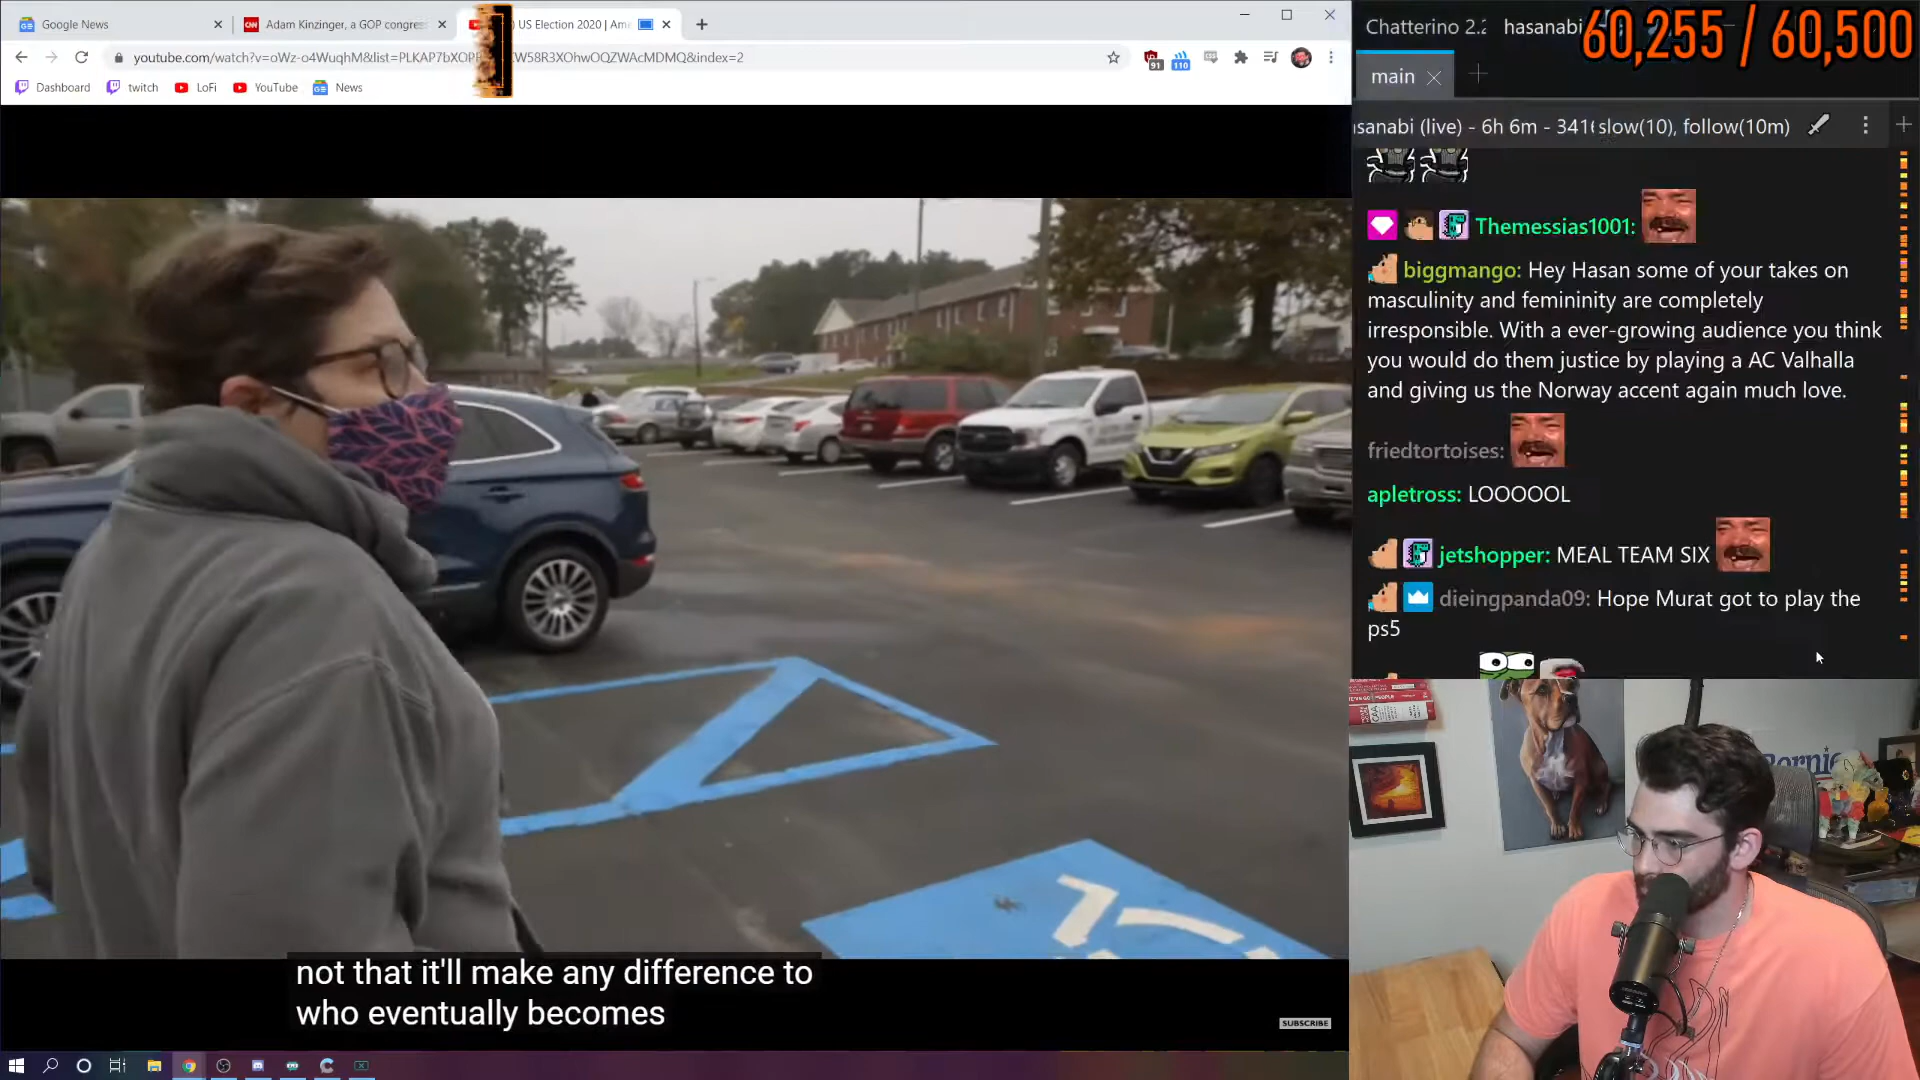 Google News
Adam Kinzinger, a GOP congres
US Election 2020 | Am
Chatterino 2.2
hasanabi
60,255 / 60,500
youtube.com/watch?v=oWz-o4WuqhM&list=PLKAP7bXOP
W58R3XOhwOQZWAcMDMQ&index=2
91
110
main
Dashboard
twitch
LoFi
YouTube
News
sanabi (live) - 6h 6m - 341 slow(10), follow(10m)
Themessias1001:
biggmango: Hey Hasan some of your takes on
masculinity and femininity are completely
irresponsible. With a ever-growing audience you think
you would do them justice by playing a AC Valhalla
and giving us the Norway accent again much love.
friedtortoises:
apletross: LOOOOOL
jetshopper: MEAL TEAM SIX
dieingpanda09: Hope Murat got to play the
ps5
Bernie
not that it'll make any difference to
who eventually becomes
SUBSCRIBE